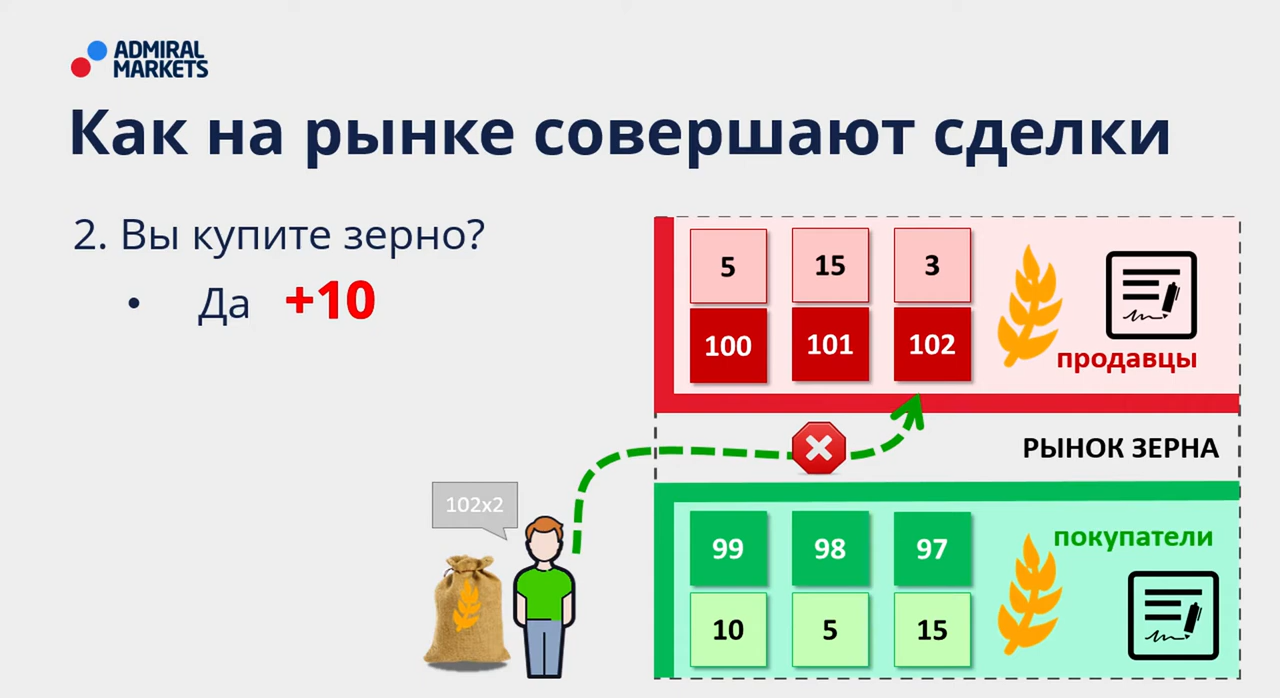 ADMIRAL
MARKETS
Как на рынке совершают сделки
2. Вы купите зерно?
• Да +10
5 15 3
100 101 102
продавцы
РЫНОК ЗЕРНА
102x2
99 98 97
покупатели
10 5 15